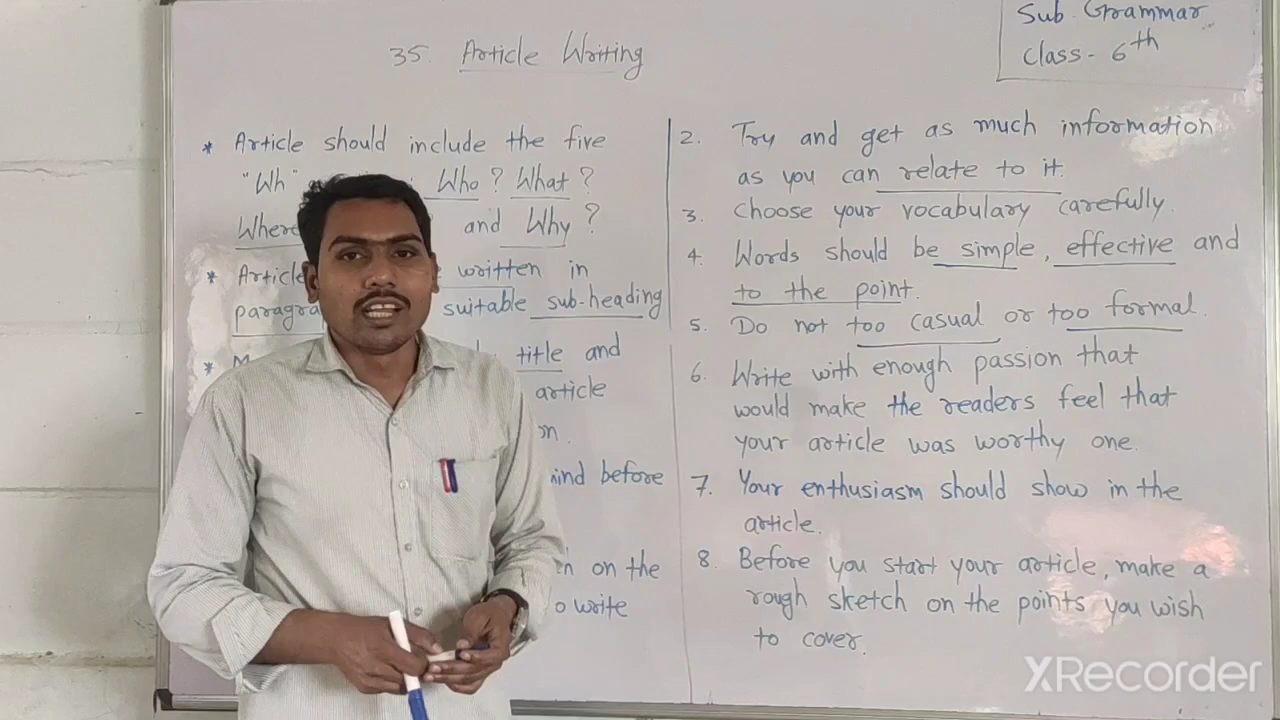 Sub. Grammar
Class - 6th
35. Article Writing
* Article should include the five
"Wh" Who? What?
Where and Why?
* Article written in
suitable sub-heading
* title and
article
mind before
on the
write
2. Try and get as much information
as you can relate to it.
3. Choose your vocabulary carefully.
4. Words should be simple, effective and
to the point.
5. Do not too casual or too formal.
6. Write with enough passion that
would make the readers feel that
your article was worthy one.
7. Your enthusiasm should show in the
article.
8. Before you start your article, make a
rough sketch on the points you wish
to cover.
XRecorder